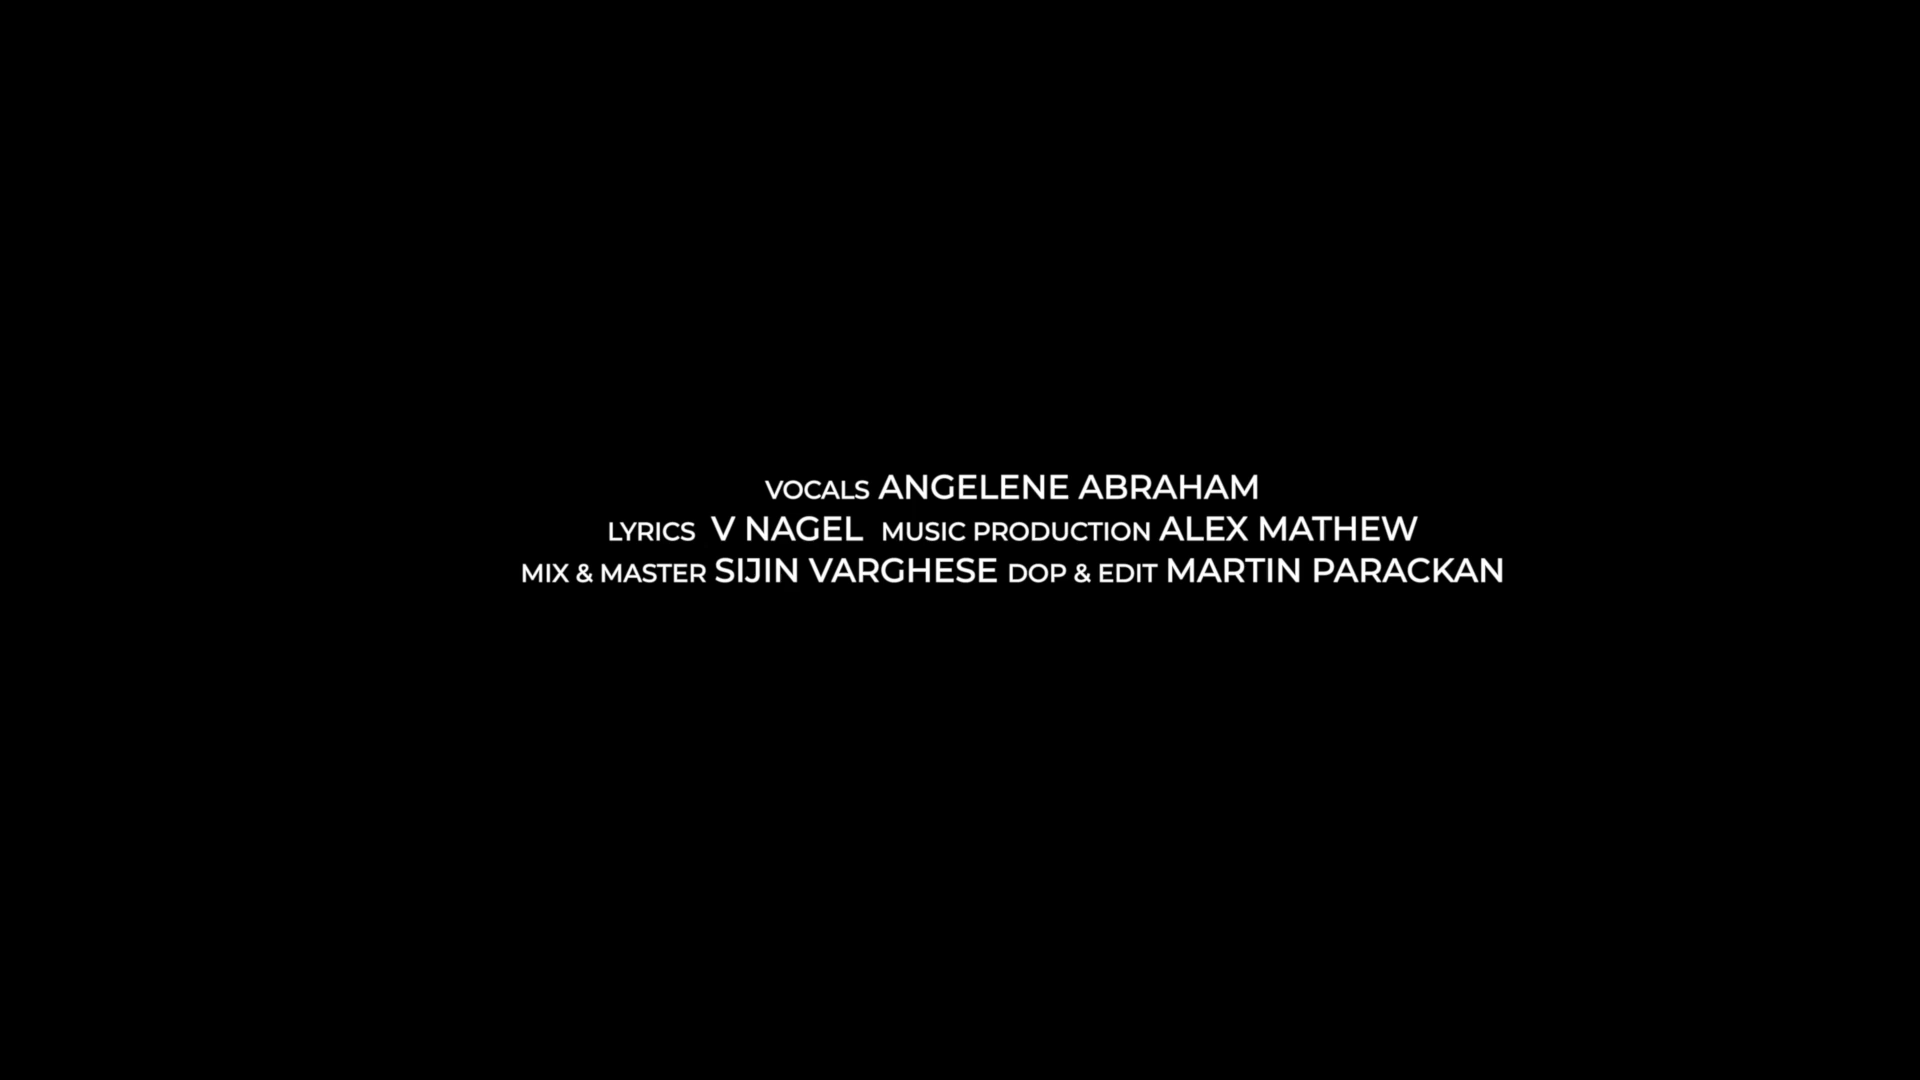 VOCALS ANGELENE ABRAHAM
LYRICS V NAGEL MUSIC PRODUCTION ALEX MATHEW
MIX & MASTER SIJIN VARGHESE DOP & EDIT MARTIN PARACKAN